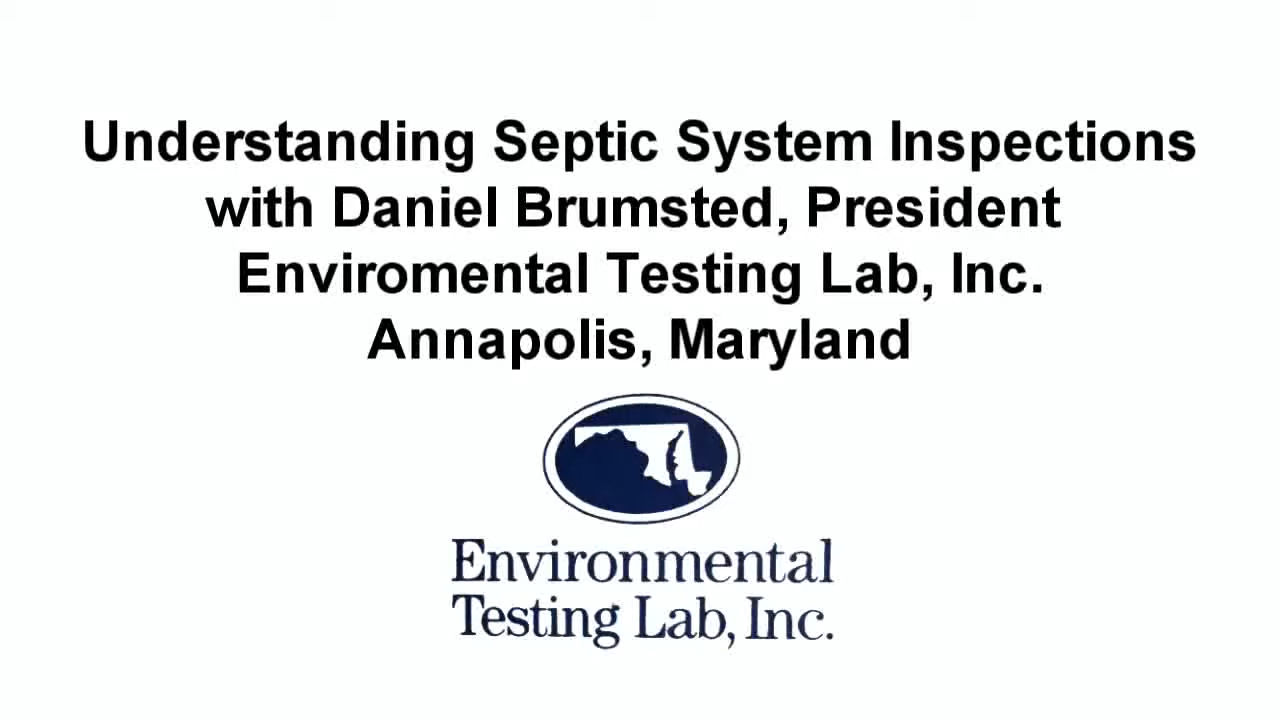 Understanding Septic System Inspections
with Daniel Brumsted, President
Enviromental Testing Lab, Inc.
Annapolis, Maryland
Environmental
Testing Lab, Inc.